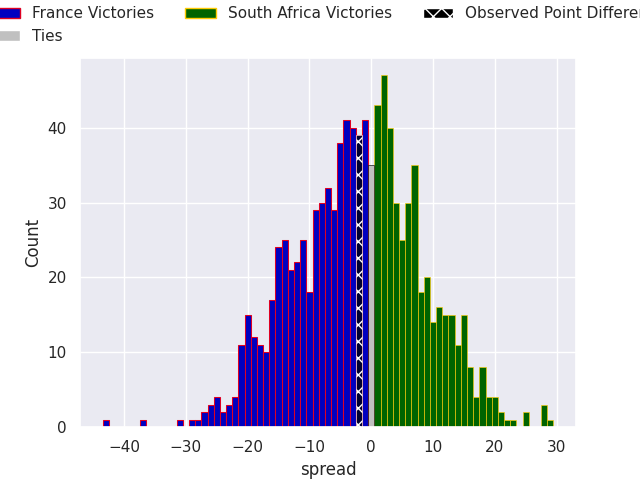 France Victories
South Africa Victories
Observed Point Differe
Ties
40
30
20
10
0
Count
−40 −30 −20 −10 0 10 20 30
spread